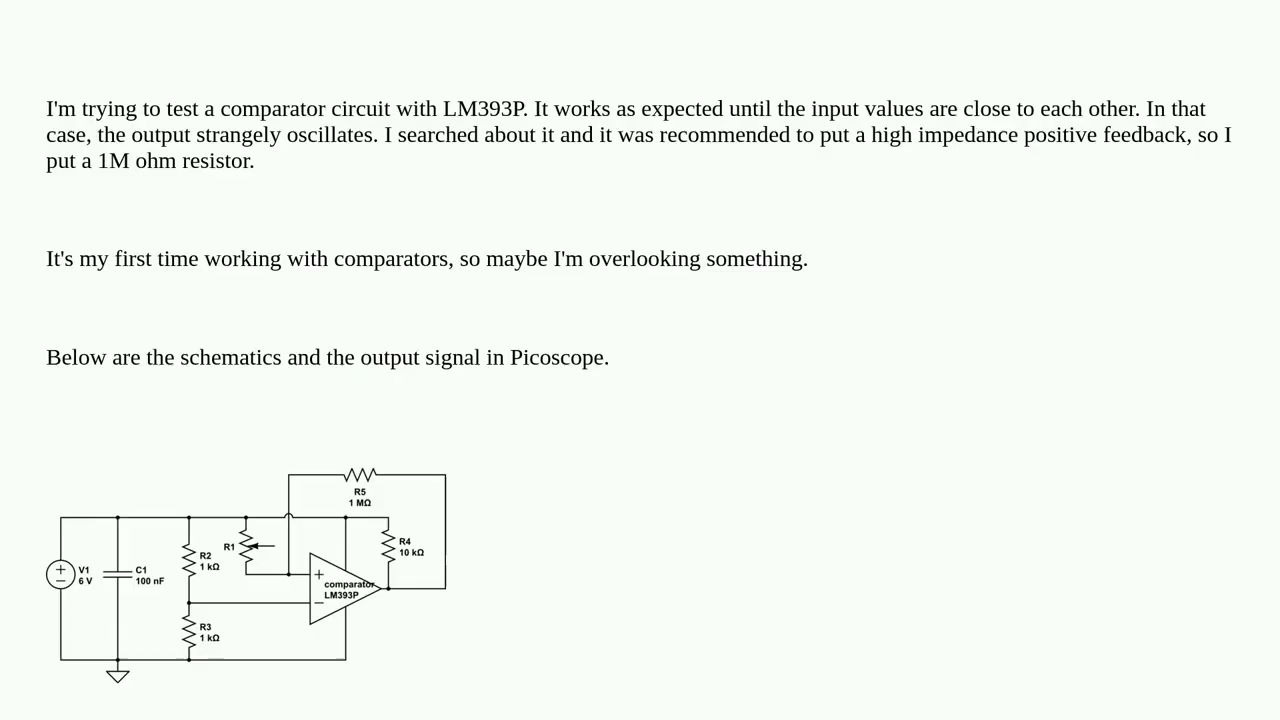 I'm trying to test a comparator circuit with LM393P. It works as expected until the input values are close to each other. In that
case, the output strangely oscillates. I searched about it and it was recommended to put a high impedance positive feedback, so I
put a 1M ohm resistor.
It's my first time working with comparators, so maybe I'm overlooking something.
Below are the schematics and the output signal in Picoscope.
R5
1 MΩ
R1
R2
1 kΩ
R4
10 kΩ
V1
6 V
C1
100 nF
comparator
LM393P
R3
1 kΩ